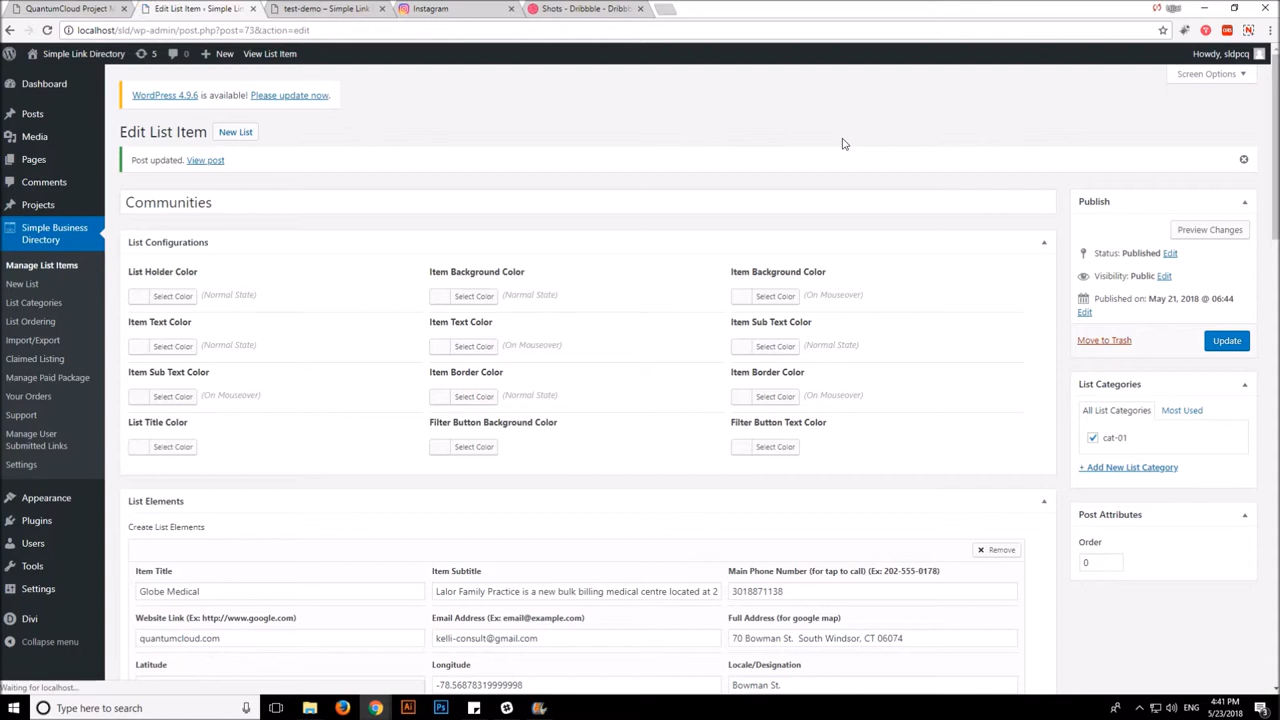 QuantumCloud Project M
Edit List Item ‹ Simple Lin
test-demo – Simple Link
Instagram
Shots - Dribbble - Dribbb
localhost/sld/wp-admin/post.php?post=73&action=edit
Simple Link Directory
5
0
New
View List Item
Howdy, sldpcq
Screen Options
WordPress 4.9.6 is available! Please update now.
Edit List Item
New List
Post updated. View post
Dashboard
Posts
Media
Pages
Comments
Projects
Simple Business
Directory
Manage List Items
New List
List Categories
List Ordering
Import/Export
Claimed Listing
Manage Paid Package
Your Orders
Support
Manage User
Submitted Links
Settings
Appearance
Plugins
Users
Tools
Settings
Divi
Collapse menu
Communities
List Configurations
List Holder Color
Item Background Color
Item Background Color
Select Color (Normal State)
Select Color (Normal State)
Select Color (On Mouseover)
Item Text Color
Item Text Color
Item Sub Text Color
Select Color (Normal State)
Select Color (On Mouseover)
Select Color (Normal State)
Item Sub Text Color
Item Border Color
Item Border Color
Select Color (On Mouseover)
Select Color (Normal State)
Select Color (On Mouseover)
List Title Color
Filter Button Background Color
Filter Button Text Color
Select Color
Select Color
Select Color
List Elements
Create List Elements
Remove
Item Title
Item Subtitle
Main Phone Number (for tap to call) (Ex: 202-555-0178)
Globe Medical
Lalor Family Practice is a new bulk billing medical centre located at 2
3018871138
Website Link (Ex: http://www.google.com)
Email Address (Ex: email@example.com)
Full Address (for google map)
quantumcloud.com
kelli-consult@gmail.com
70 Bowman St. South Windsor, CT 06074
Latitude
Longitude
Locale/Designation
-78.56878319999998
Bowman St.
Publish
Preview Changes
Status: Published Edit
Visibility: Public Edit
Published on: May 21, 2018 @ 06:44
Edit
Move to Trash
Update
List Categories
All List Categories
Most Used
cat-01
+ Add New List Category
Post Attributes
Order
0
Waiting for localhost...
Type here to search
ENG
4:41 PM
5/23/2018
3